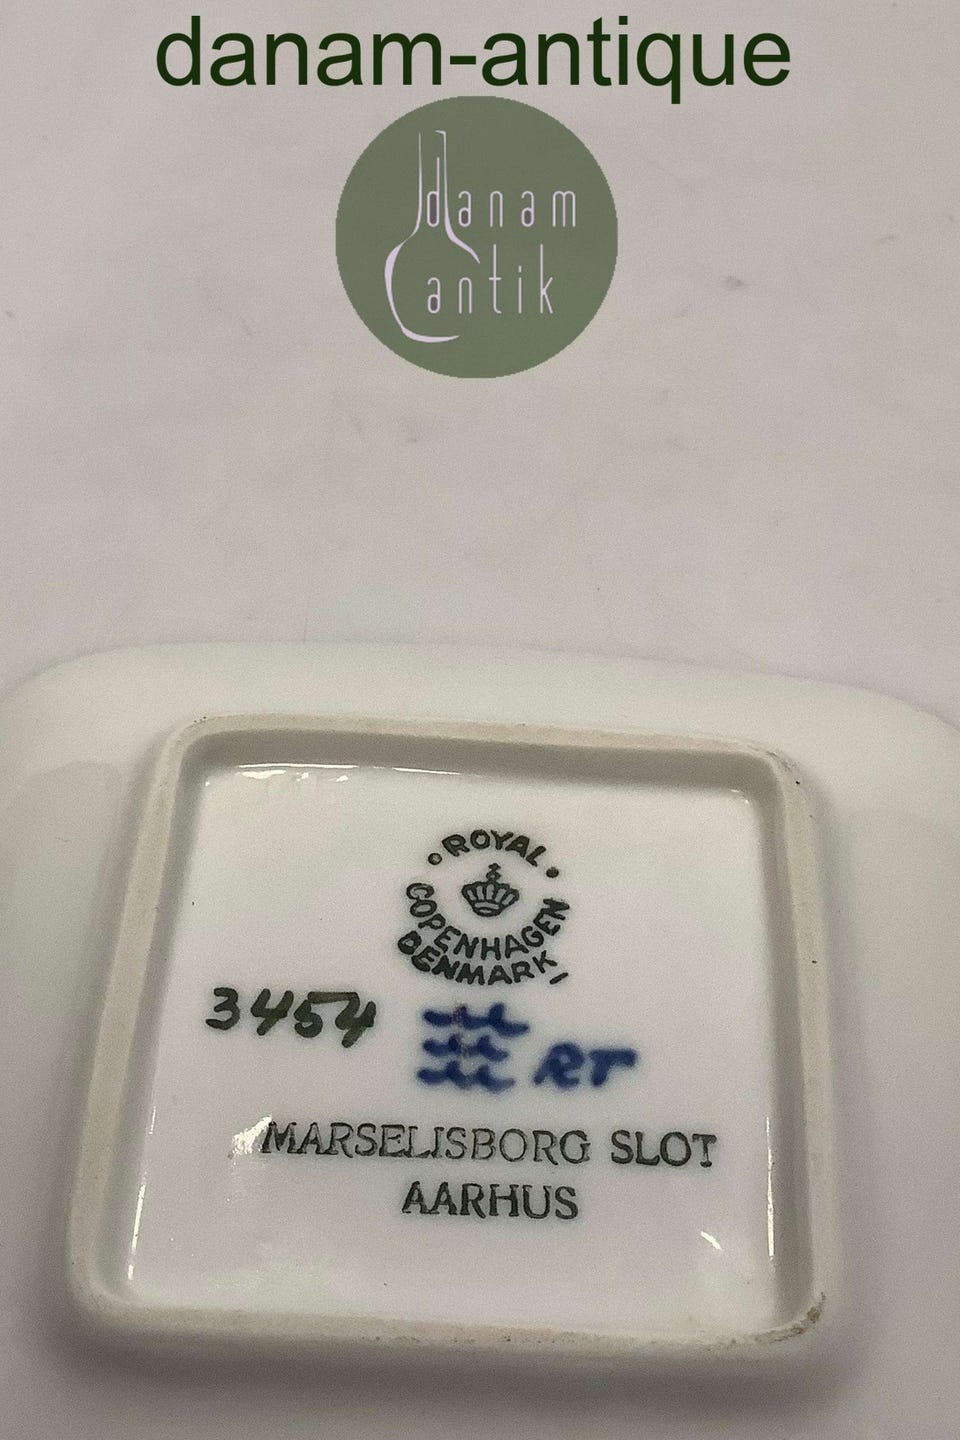 danam-antique
danam
antik
ROYAL
COPENHAGEN
DENMARK
3454
RT
MARSELISBORG SLOT
AARHUS